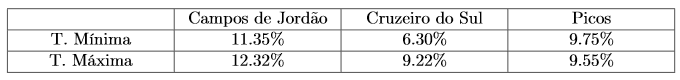 Campos de Jordão Cruzeiro do Sul Picos
T. Mínima 11.35% 6.30% 9.75%
T. Máxima 12.32% 9.22% 9.55%